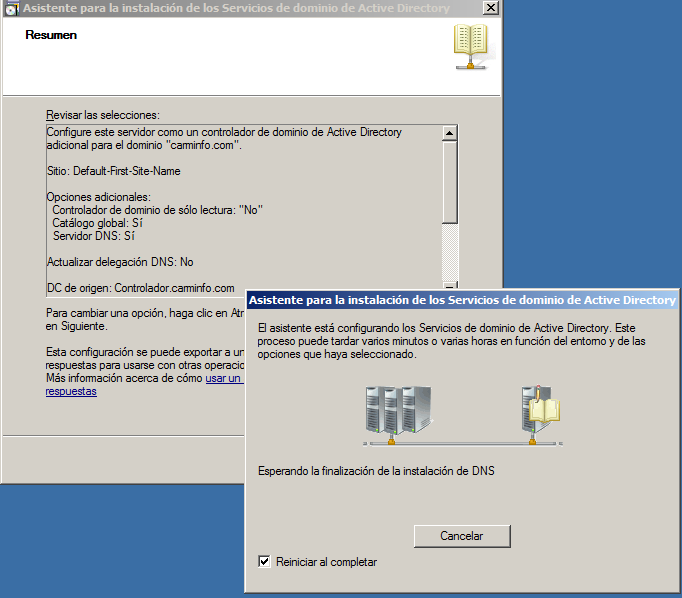 Asistente para la instalación de los Servicios de dominio de Active Directory
Resumen
Revisar las selecciones:
Configure este servidor como un controlador de dominio de Active Directory
adicional para el dominio "carminfo.com".
Sitio: Default-First-Site-Name
Opciones adicionales:
Controlador de dominio de sólo lectura: "No"
Catálogo global: Sí
Servidor DNS: Sí
Actualizar delegación DNS: No
DC de origen: Controlador.carminfo.com
Para cambiar una opción, haga clic en
en Siguiente.
Esta configuración se puede exportar a
respuestas para usarse con otras
Más información acerca de cómo usar un
respuestas
Asistente para la instalación de los Servicios de dominio de Active Directory
El asistente está configurando los Servicios de dominio de Active Directory. Este
proceso puede tardar varios minutos o varias horas en función del entorno y de las
opciones que haya seleccionado.
Esperando la finalización de la instalación de DNS
Cancelar
Reiniciar al completar